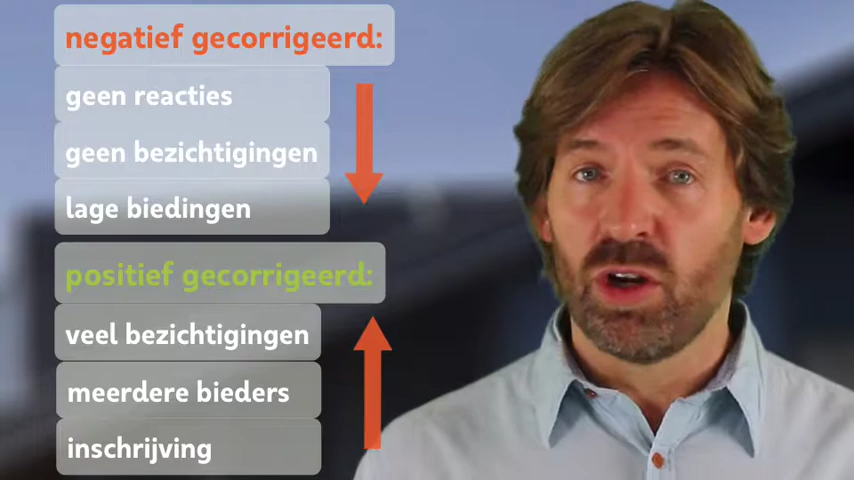 negatief gecorrigeerd:
geen reacties
geen bezichtigingen
lage biedingen
positief gecorrigeerd:
veel bezichtigingen
meerdere bieders
inschrijving